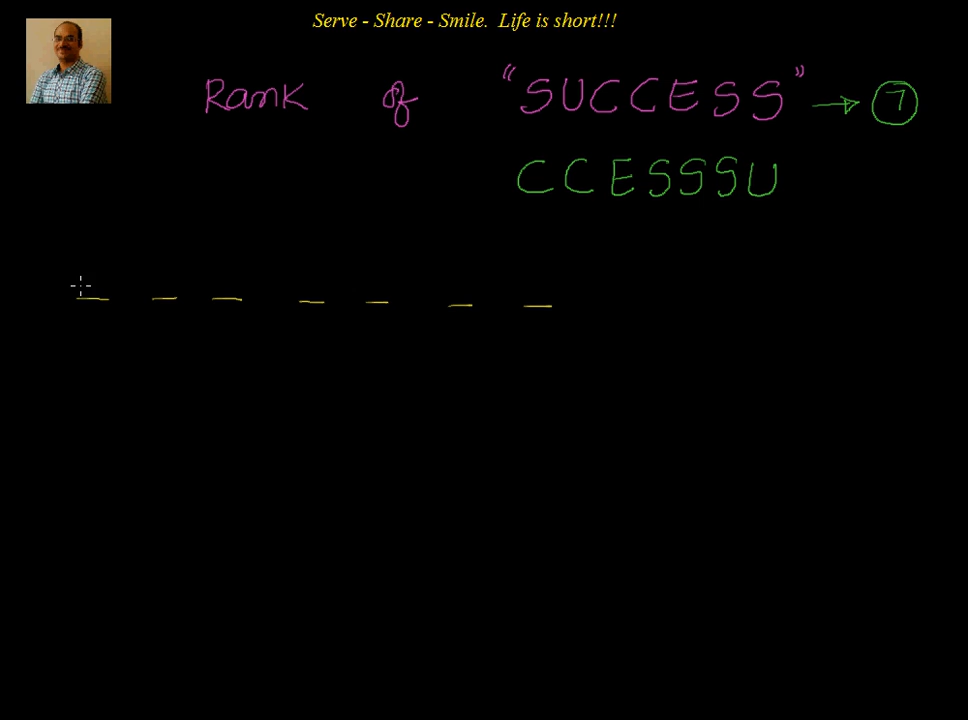 Serve - Share - Smile. Life is short!!!
Rank of "SUCCESS" → 7
CCESSSU